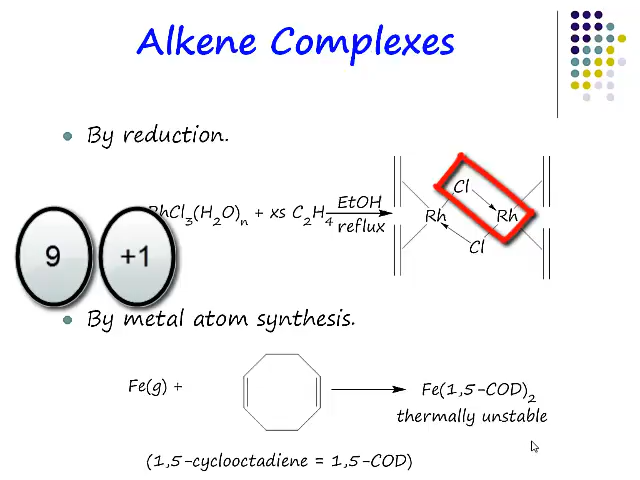 Alkene Complexes
By reduction.
RhCl3(H2O)n + xs C2H4
EtOH
reflux
Cl
Rh
Rh
Cl
9
+1
By metal atom synthesis.
Fe(g) +
Fe(1,5-COD)2
thermally unstable
(1,5-cyclooctadiene = 1,5-COD)